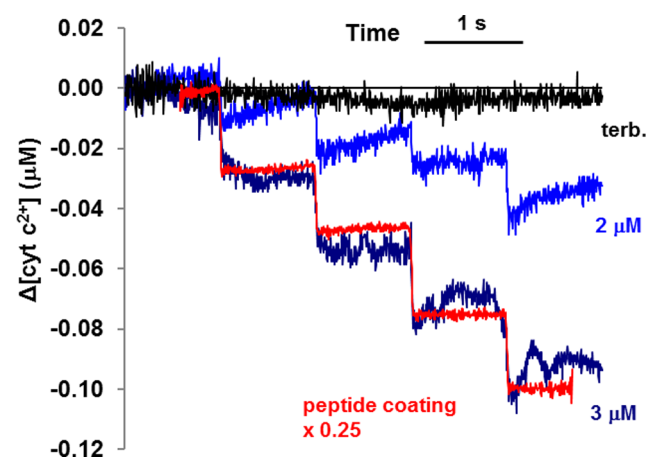 0.02
Time
1 s
0.00
terb.
-0.02
-0.04
2 μM
-0.06
Δ[cyt c²⁺] (μM)
-0.08
-0.10
peptide coating
x 0.25
3 μM
-0.12